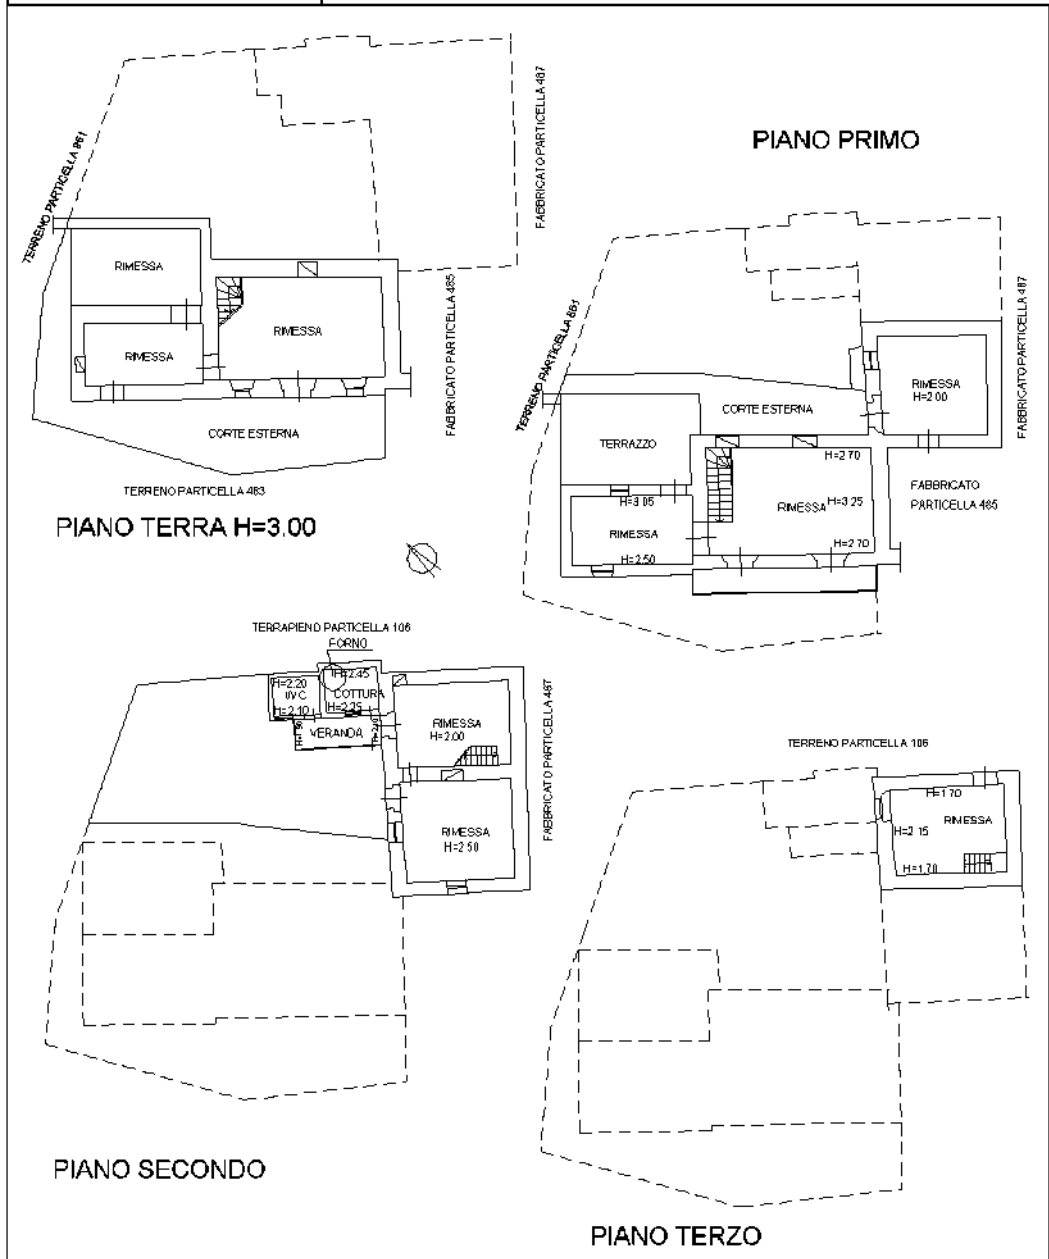 FABBRICATO PARTICELLA 487
TERRENO PARTICELLA 861
RIMESSA
RIMESSA
RIMESSA
FABBRICATO PARTICELLA 485
CORTE ESTERNA
TERRENO PARTICELLA 483
PIANO TERRA H=3.00
PIANO PRIMO
FABBRICATO PARTICELLA 487
TERRENO PARTICELLA 861
RIMESSA
H=2.00
CORTE ESTERNA
TERRAZZO
H=2.70
FABBRICATO
PARTICELLA 485
H=3.05
RIMESSA
H=3.25
RIMESSA
H=2.50
H=2.70
TERRAPIENO PARTICELLA 106
FORNO
H=2.45
H=2.20
WC
COTTURA
H=2.10
H=2.25
VERANDA
RIMESSA
H=2.00
FABBRICATO PARTICELLA 487
RIMESSA
H=2.50
PIANO SECONDO
TERRENO PARTICELLA 106
H=1.70
H=2.15
RIMESSA
H=1.70
PIANO TERZO